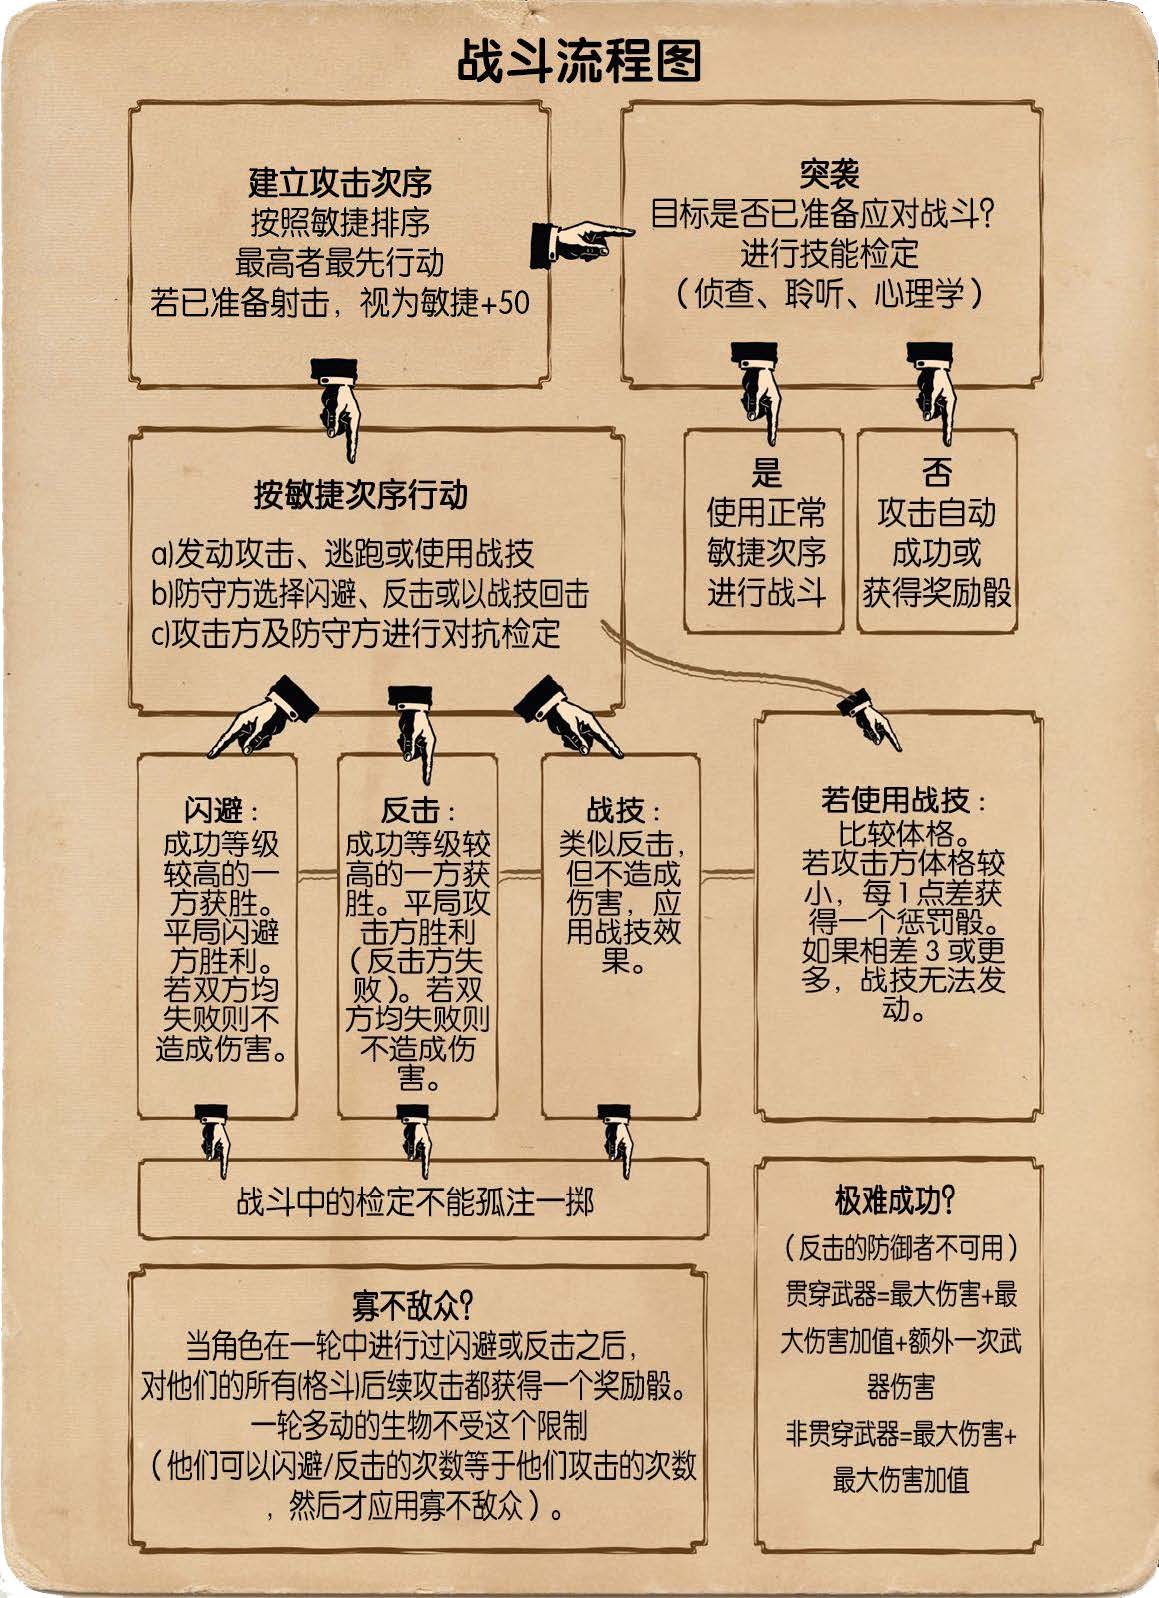 战斗流程图
建立攻击次序
按照敏捷排序
最高者最先行动
若已准备射击，视为敏捷+50
突袭
目标是否已准备应对战斗？
进行技能检定
（侦查、聆听、心理学）
是
使用正常
敏捷次序
进行战斗
否
攻击自动
成功或
获得奖励骰
按敏捷次序行动
a)发动攻击、逃跑或使用战技
b)防守方选择闪避、反击或以战技回击
c)攻击方及防守方进行对抗检定
闪避：
成功等级
较高的一
方获胜。
平局闪避
方胜利。
若双方均
失败则不
造成伤害。
反击：
成功等级较
高的一方获
胜。平局攻
击方胜利
（反击方失
败）。若双
方均失败则
不造成伤
害。
战技：
类似反击，
但不造成
伤害，应
用战技效
果。
若使用战技：
比较体格。
若攻击方体格较
小，每1点差获
得一个惩罚骰。
如果相差3或更
多，战技无法发
动。
战斗中的检定不能孤注一掷
寡不敌众？
当角色在一轮中进行过闪避或反击之后，
对他们的所有(格斗)后续攻击都获得一个奖励骰。
一轮多动的生物不受这个限制
（他们可以闪避/反击的次数等于他们攻击的次数
，然后才应用寡不敌众）。
极难成功？
（反击的防御者不可用）
贯穿武器=最大伤害+最
大伤害加值+额外一次武
器伤害
非贯穿武器=最大伤害+
最大伤害加值